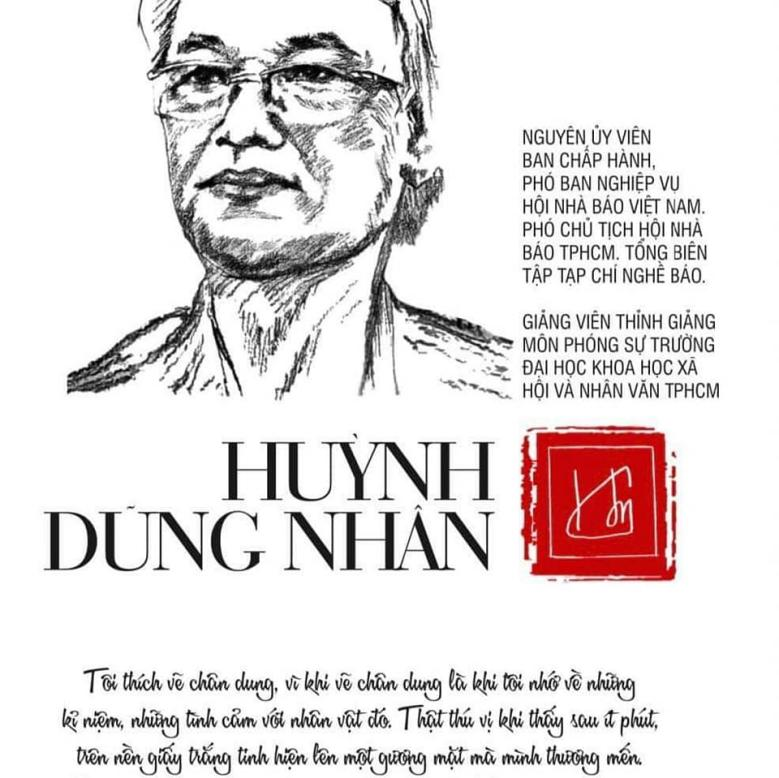 NGUYÊN ỦY VIÊN
BAN CHẤP HÀNH,
PHÓ BAN NGHIỆP VỤ
HỘI NHÀ BÁO VIỆT NAM.
PHÓ CHỦ TỊCH HỘI NHÀ
BÁO TPHCM. TỔNG BIÊN
TẬP TẠP CHÍ NGHỀ BÁO.
GIẢNG VIÊN THỈNH GIẢNG
MÔN PHÓNG SỰ TRƯỜNG
ĐẠI HỌC KHOA HỌC XÃ
HỘI VÀ NHÂN VĂN TPHCM
HUỲNH
DŨNG NHÂN
Tôi thích vẽ chân dung, vì khi vẽ chân dung là khi tôi nhớ về những
kỉ niệm, những tình cảm với nhân vật đó. Thật thú vị khi thấy sau ít phút,
trên nền giấy trắng tinh hiện lên một gương mặt mà mình thương mến.